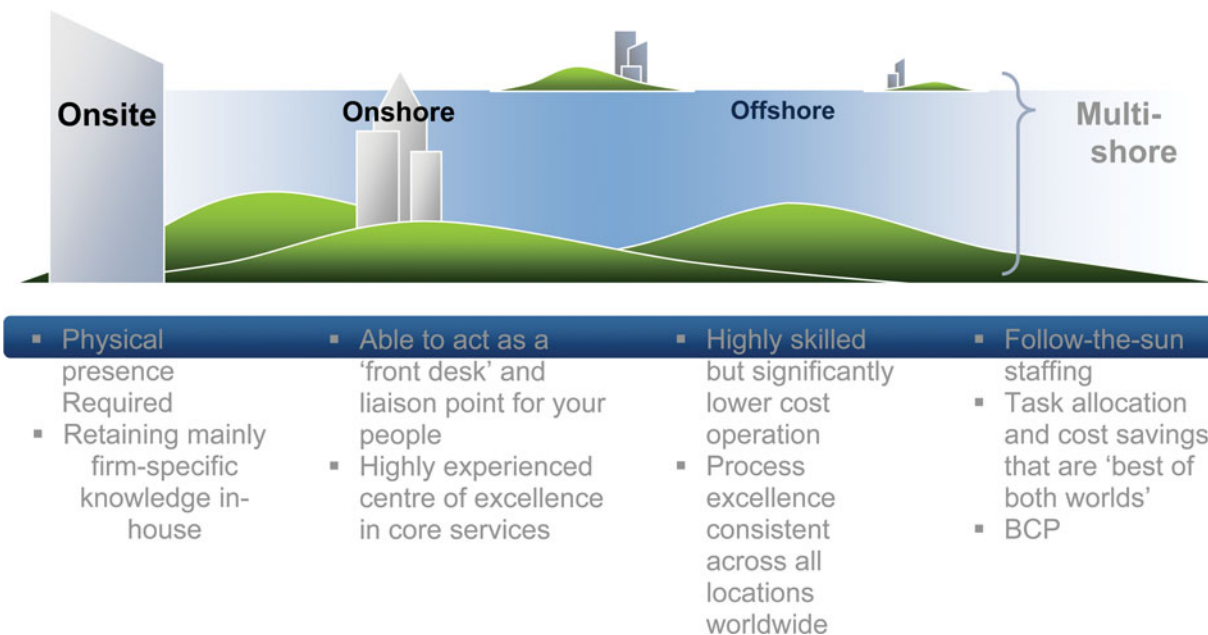 Onsite
Onshore
Offshore
Multi-
shore
▪ Physical
presence
Required
▪ Retaining mainly
firm-specific
knowledge in-
house
▪ Able to act as a
‘front desk’ and
liaison point for your
people
▪ Highly experienced
centre of excellence
in core services
▪ Highly skilled
but significantly
lower cost
operation
▪ Process
excellence
consistent
across all
locations
worldwide
▪ Follow-the-sun
staffing
▪ Task allocation
and cost savings
that are ‘best of
both worlds’
▪ BCP